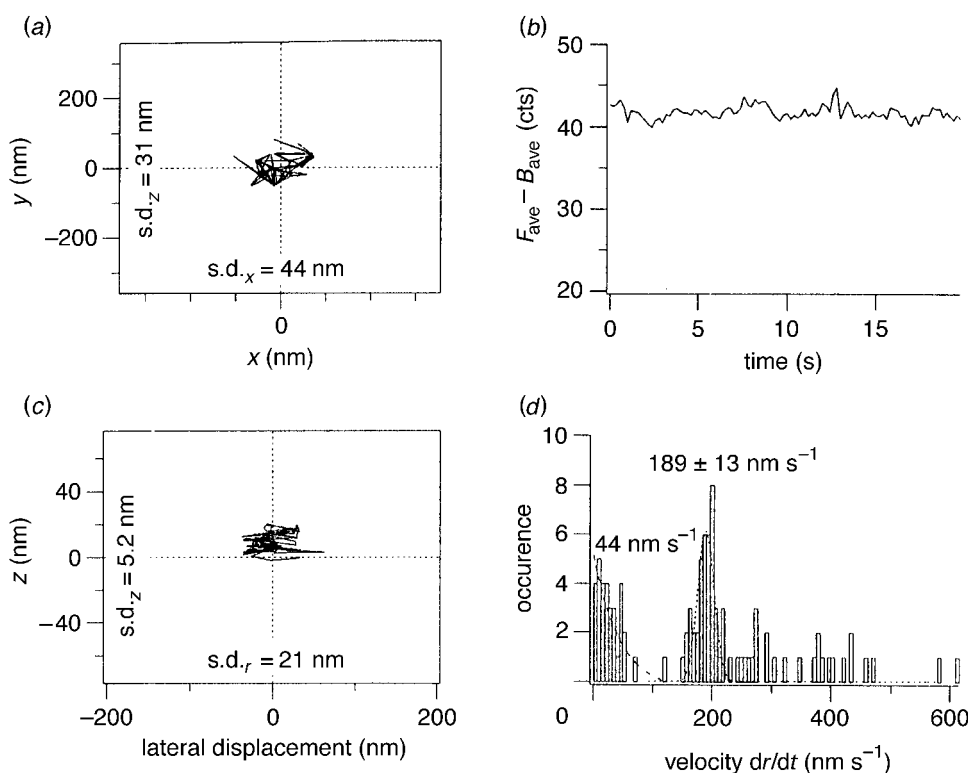 (a)
200
0
−200
y (nm)
s.d.z = 31 nm
s.d.x = 44 nm
0
x (nm)
(b)
50
40
30
20
Fave − Bave (cts)
0 5 10 15
time (s)
(c)
40
0
−40
z (nm)
s.d.z = 5.2 nm
s.d.r = 21 nm
−200 0 200
lateral displacement (nm)
(d)
10
8
6
4
2
0
occurence
189 ± 13 nm s−1
44 nm s−1
200 400 600
velocity dr/dt (nm s−1)